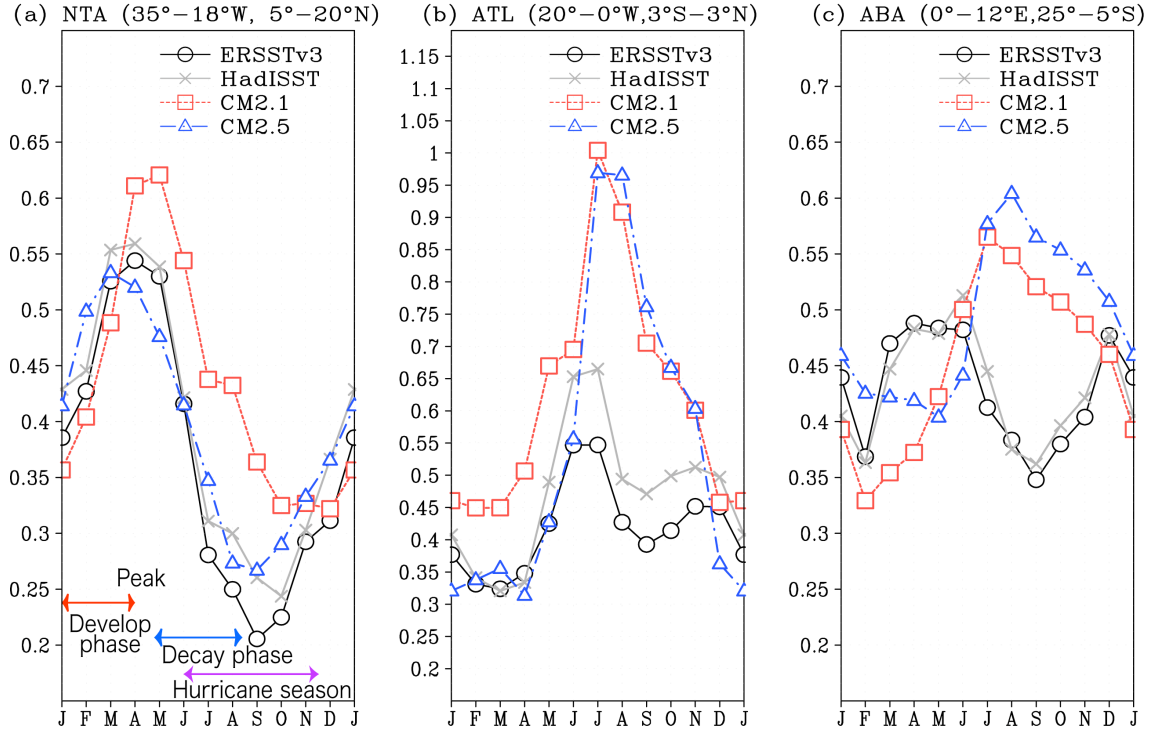 (a) NTA (35°−18°W, 5°−20°N)
ERSSTv3
HadISST
CM2.1
CM2.5
0.7
0.65
0.6
0.55
0.5
0.45
0.4
0.35
0.3
0.25
0.2
Peak
Develop
phase
Decay phase
Hurricane season
J F M A M J J A S O N D J
(b) ATL (20°−0°W,3°S−3°N)
ERSSTv3
HadISST
CM2.1
CM2.5
1.15
1.1
1.05
1
0.95
0.9
0.85
0.8
0.75
0.7
0.65
0.6
0.55
0.5
0.45
0.4
0.35
0.3
0.25
0.2
J F M A M J J A S O N D J
(c) ABA (0°−12°E,25°−5°S)
ERSSTv3
HadISST
CM2.1
CM2.5
0.7
0.65
0.6
0.55
0.5
0.45
0.4
0.35
0.3
0.25
0.2
J F M A M J J A S O N D J